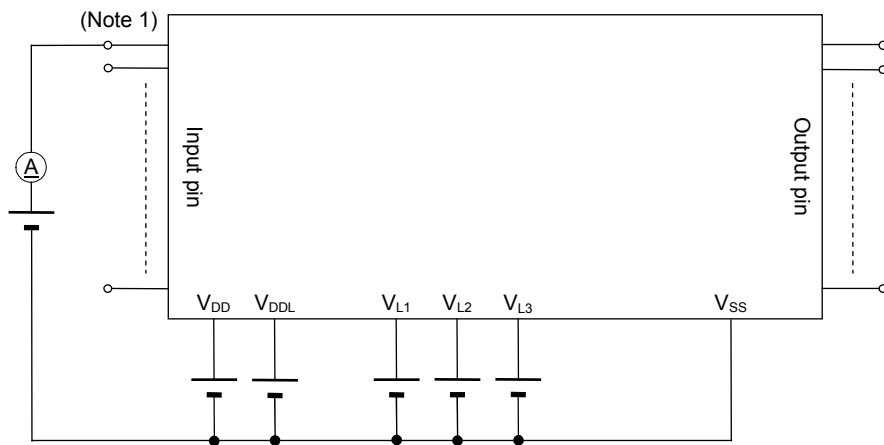 (Note 1)
A
Input pin
Output pin
VDD VDDL VL1 VL2 VL3 VSS